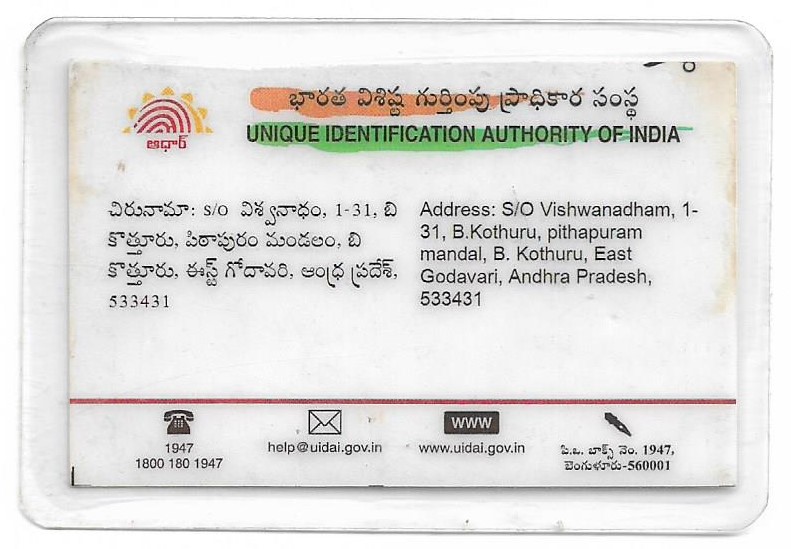 భారత విశిష్ట గుర్తింపు ప్రాధికార సంస్థ
UNIQUE IDENTIFICATION AUTHORITY OF INDIA
ఆధార్
చిరునామా: S/O విశ్వనాధం, 1-31, బి
కొత్తూరు, పిఠాపురం మండలం, బి
కొత్తూరు, ఈస్ట్ గోదావరి, ఆంధ్ర ప్రదేశ్,
533431
Address: S/O Vishwanadham, 1-
31, B.Kothuru, pithapuram
mandal, B. Kothuru, East
Godavari, Andhra Pradesh,
533431
1947
1800 180 1947
help@uidai.gov.in
www
www.uidai.gov.in
పి.ఒ. బాక్స్ నెం. 1947,
బెంగుళూరు-560001